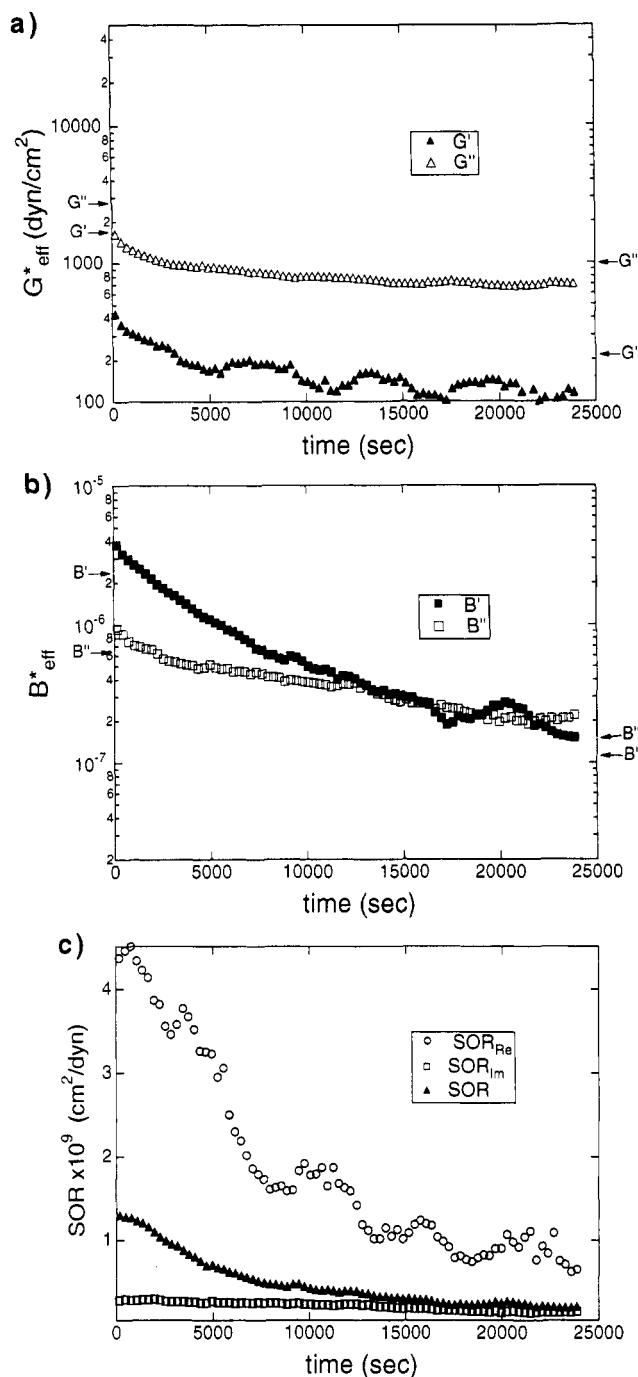 a)
4
2
10000
8
6
4
2
1000
8
6
4
2
100
G"
G'
G*eff (dyn/cm²)
▲ G'
△ G"
G"
G'
0 5000 10000 15000 20000 25000
time (sec)
b)
10⁻⁵
8
6
4
2
10⁻⁶
8
6
4
2
10⁻⁷
8
6
4
2
B'
B"
B*eff
■ B'
□ B"
B"
B'
0 5000 10000 15000 20000 25000
time (sec)
c)
4
3
2
1
SOR x10⁹ (cm²/dyn)
○ SOR_Re
□ SOR_Im
▲ SOR
0 5000 10000 15000 20000 25000
time (sec)